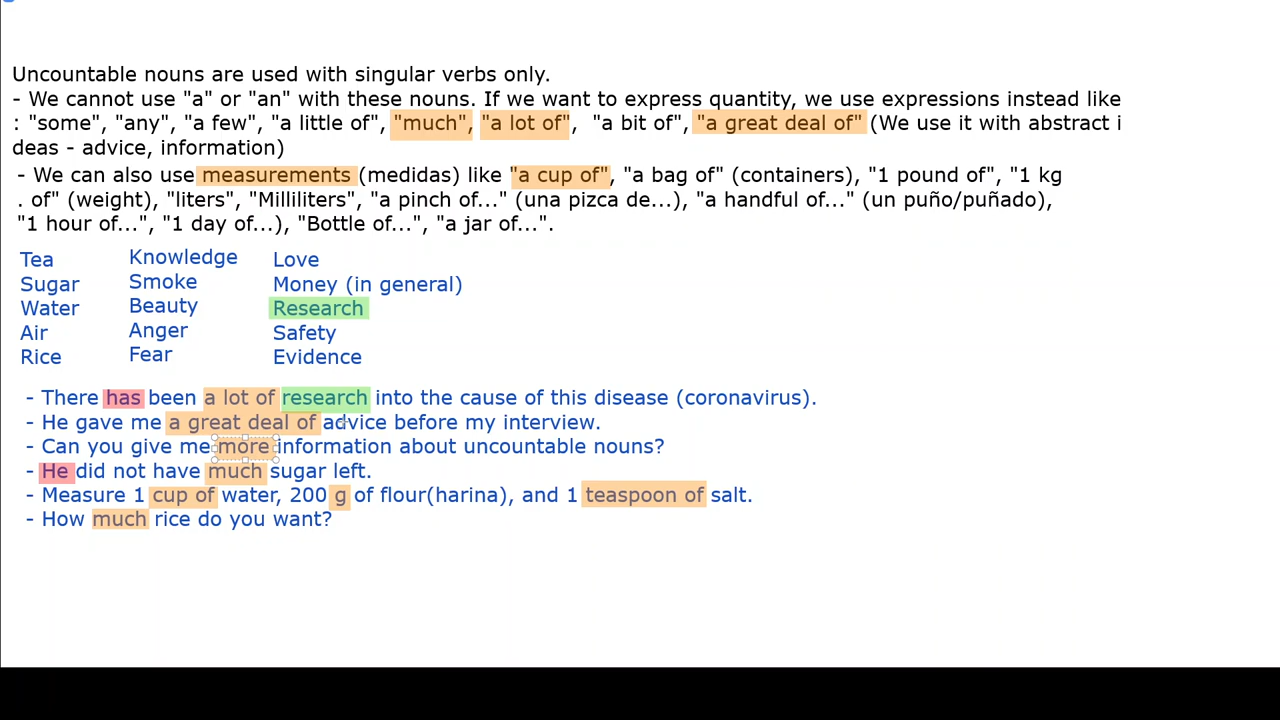 Uncountable nouns are used with singular verbs only.
- We cannot use "a" or "an" with these nouns. If we want to express quantity, we use expressions instead like
: "some", "any", "a few", "a little of", "much", "a lot of",  "a bit of", "a great deal of" (We use it with abstract i
deas - advice, information)
- We can also use measurements (medidas) like "a cup of", "a bag of" (containers), "1 pound of", "1 kg
. of" (weight), "liters", "Milliliters", "a pinch of..." (una pizca de...), "a handful of..." (un puño/puñado),
"1 hour of...", "1 day of...), "Bottle of...", "a jar of...".
Tea
Sugar
Water
Air
Rice
Knowledge
Smoke
Beauty
Anger
Fear
Love
Money (in general)
Research
Safety
Evidence
- There has been a lot of research into the cause of this disease (coronavirus).
- He gave me a great deal of advice before my interview.
- Can you give me more information about uncountable nouns?
- He did not have much sugar left.
- Measure 1 cup of water, 200 g of flour(harina), and 1 teaspoon of salt.
- How much rice do you want?